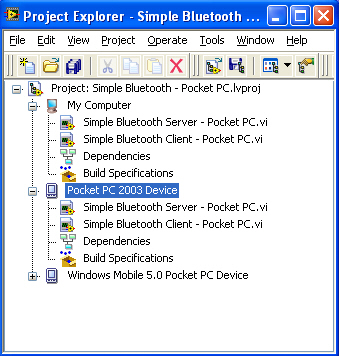 Project Explorer - Simple Bluetooth ...
File Edit View Project Operate Tools Window Help
Project: Simple Bluetooth - Pocket PC.lvproj
My Computer
Simple Bluetooth Server - Pocket PC.vi
Simple Bluetooth Client - Pocket PC.vi
Dependencies
Build Specifications
Pocket PC 2003 Device
Simple Bluetooth Server - Pocket PC.vi
Simple Bluetooth Client - Pocket PC.vi
Dependencies
Build Specifications
Windows Mobile 5.0 Pocket PC Device